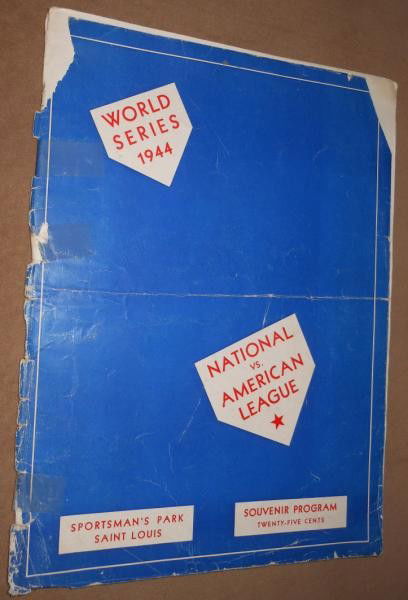 WORLD
SERIES
1944
NATIONAL
VS.
AMERICAN
LEAGUE
SPORTSMAN'S PARK
SAINT LOUIS
SOUVENIR PROGRAM
TWENTY-FIVE CENTS